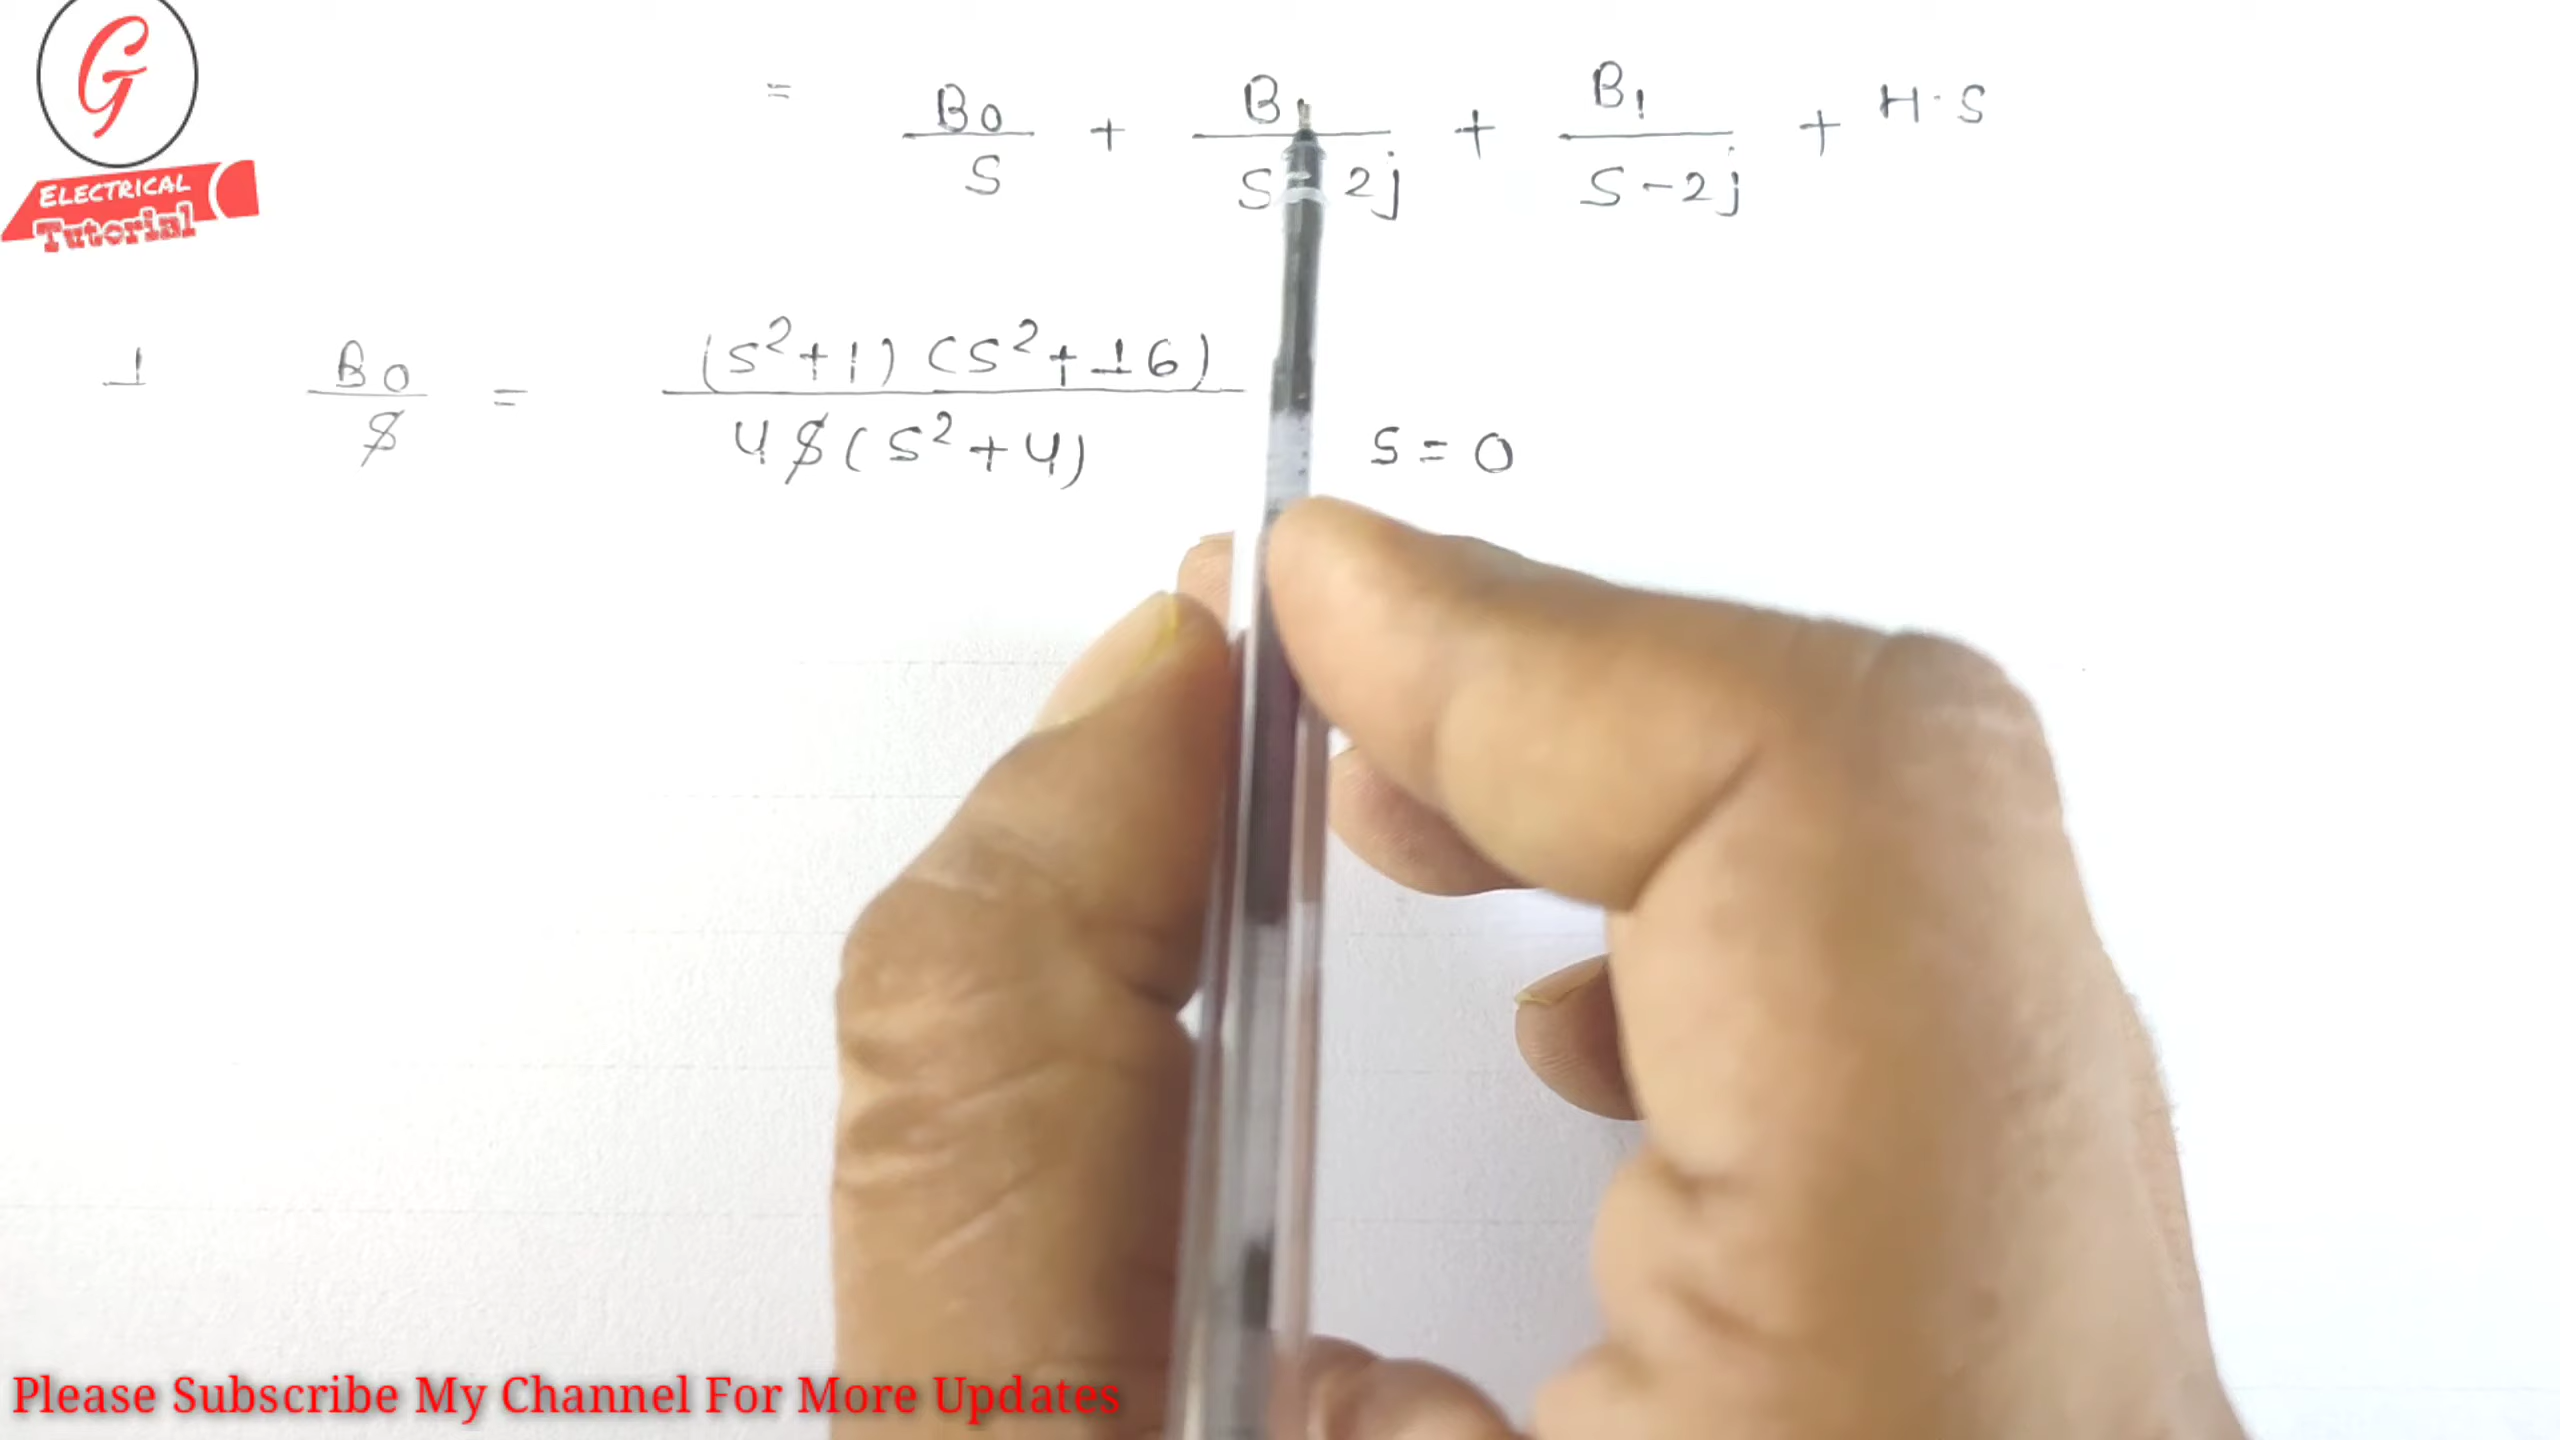 G
ELECTRICAL
Tutorial
= B0/S + B1/S 2j + B1/S-2j + H.S
1 B0/S = (S²+1)(S²+16)/4S(S²+4) S=0
Please Subscribe My Channel For More Updates